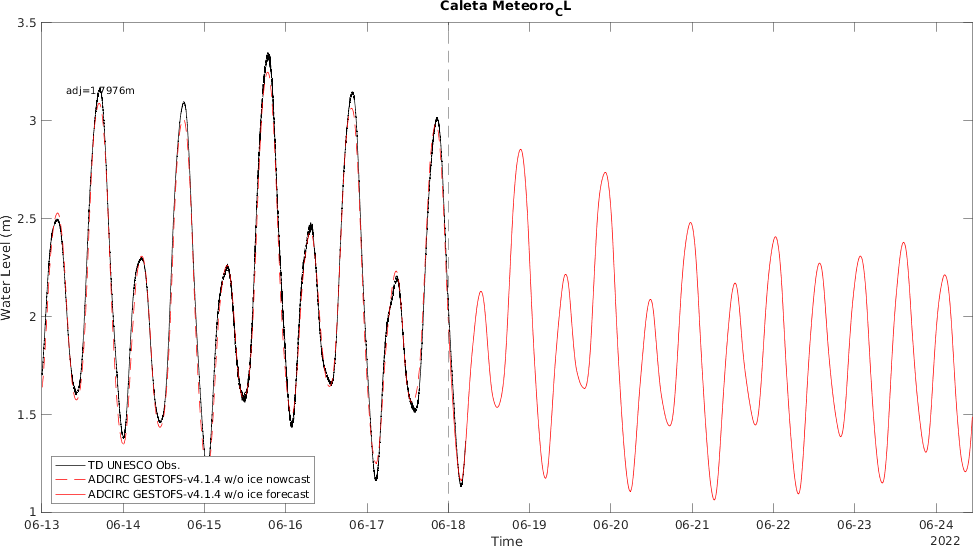 Caleta Meteoro_CL
3.5
adj=1.7976m
3
2.5
Water Level (m)
2
1.5
TD UNESCO Obs.
ADCIRC GESTOFS-v4.1.4 w/o ice nowcast
ADCIRC GESTOFS-v4.1.4 w/o ice forecast
1
06-13 06-14 06-15 06-16 06-17 06-18 06-19 06-20 06-21 06-22 06-23 06-24
Time
2022